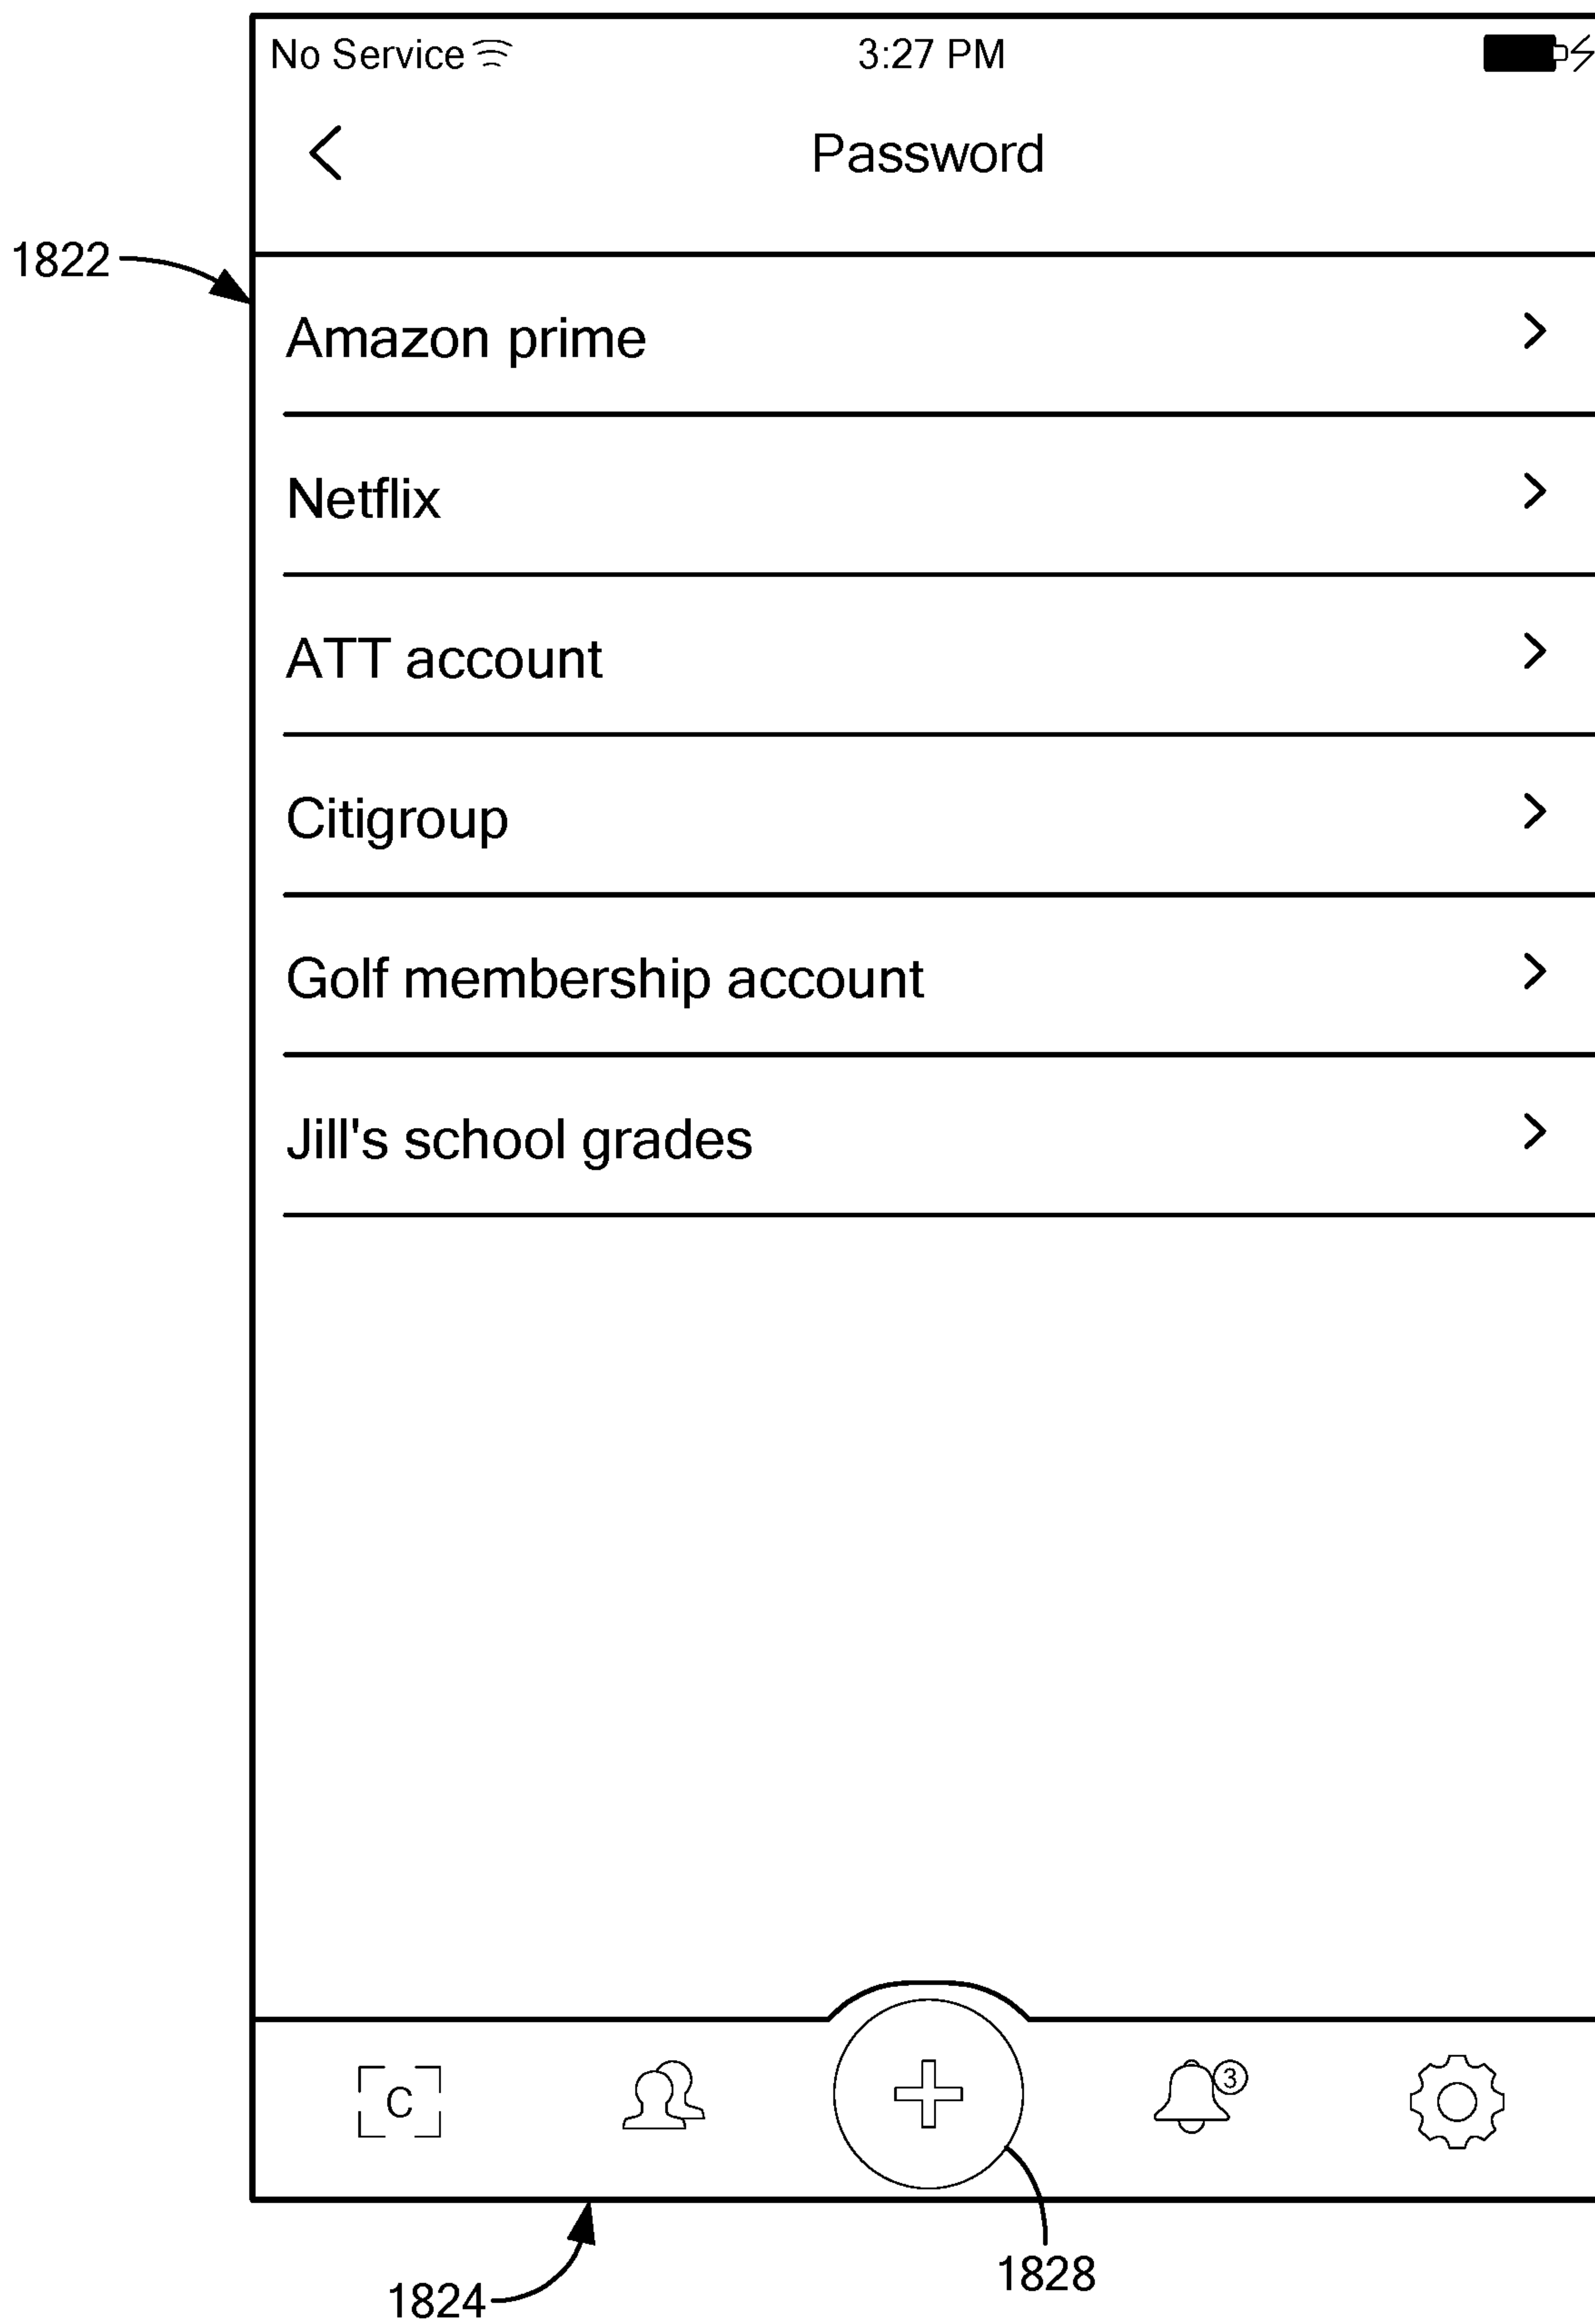 No Service 3:27 PM
Password
1822
Amazon prime
Netflix
ATT account
Citigroup
Golf membership account
Jill's school grades
C 3
1828
1824